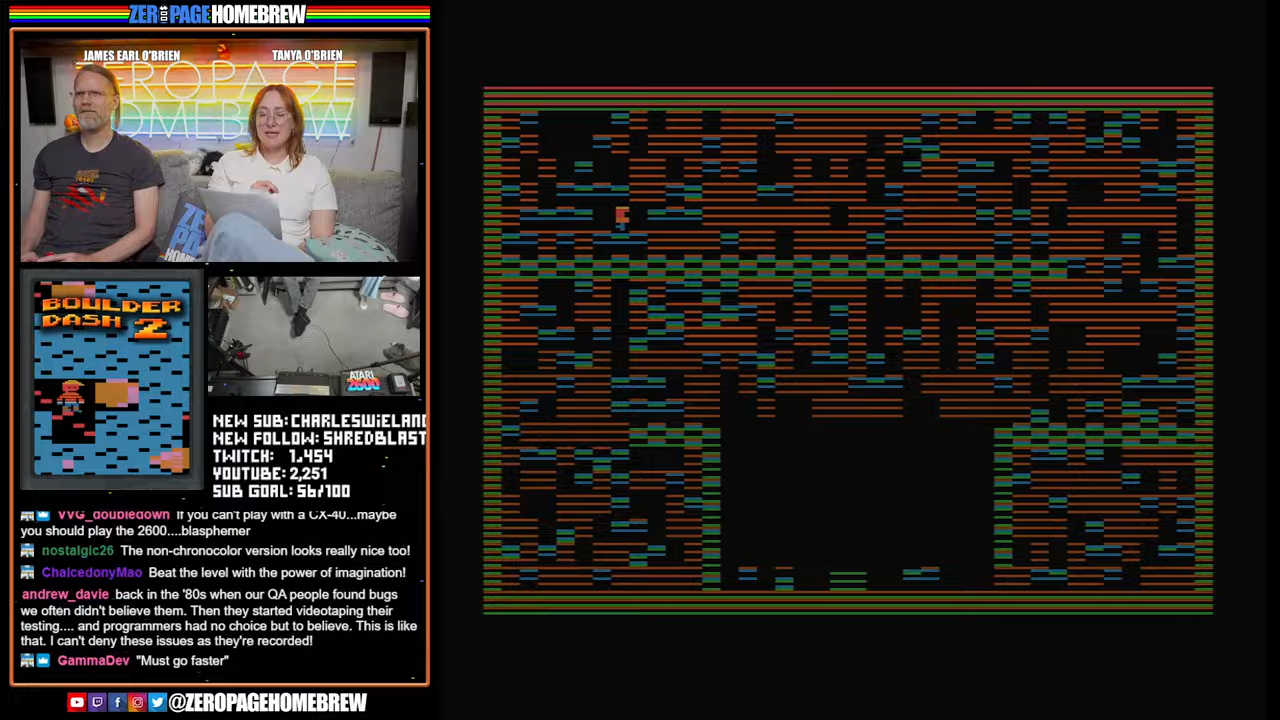 ZEROPAGE HOMEBREW
JAMES EARL O'BRIEN
TANYA O'BRIEN
BOULDER
DASH 2
ATARI
2600
NEW SUB: CHARLESWIELAN
NEW FOLLOW: SHREDBLAST
TWITCH: 1,454
YOUTUBE: 2,251
SUB GOAL: 56/100
VVG_doubledown If you can't play with a CX-40...maybe
you should play the 2600....blasphemer
nostalgic26 The non-chronocolor version looks really nice too!
ChalcedonyMao Beat the level with the power of imagination!
andrew_davie back in the '80s when our QA people found bugs
we often didn't believe them. Then they started videotaping their
testing.... and programmers had no choice but to believe. This is like
that. I can't deny these issues as they're recorded!
GammaDev "Must go faster"
@ZEROPAGEHOMEBREW